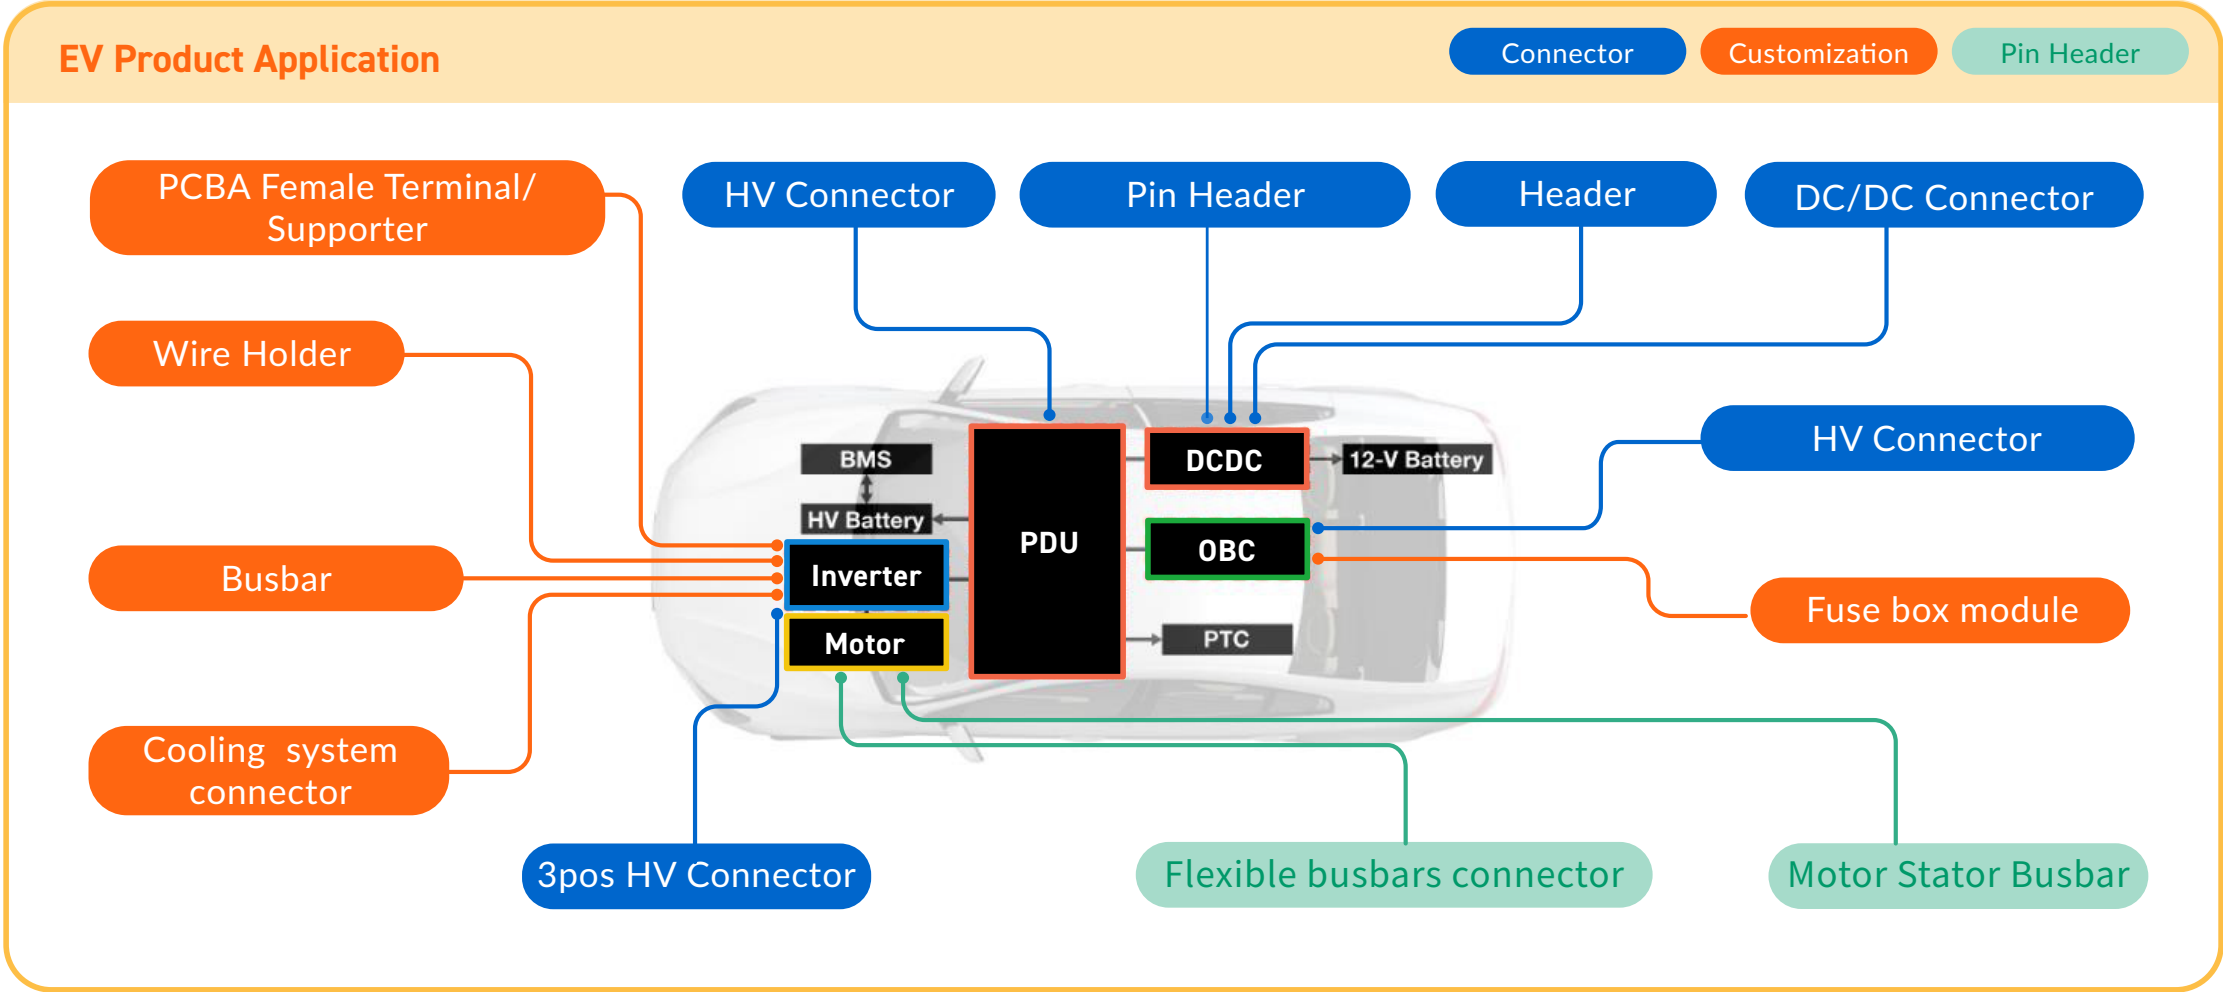 EV Product Application
Connector
Customization
Pin Header
PCBA Female Terminal/
Supporter
HV Connector
Pin Header
Header
DC/DC Connector
Wire Holder
HV Connector
BMS
DCDC
12-V Battery
HV Battery
PDU
OBC
Inverter
Busbar
Fuse box module
Motor
PTC
Cooling system
connector
3pos HV Connector
Flexible busbars connector
Motor Stator Busbar